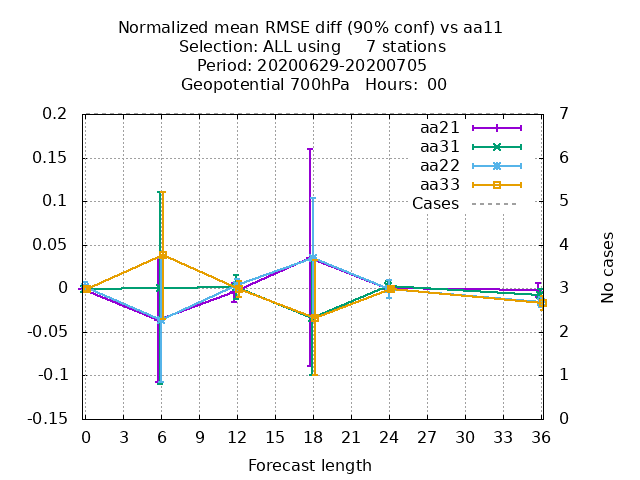 Normalized mean RMSE diff (90% conf) vs aa11
Selection: ALL using     7 stations
Period: 20200629-20200705
Geopotential 700hPa   Hours:  00
0.2
0.15
0.1
0.05
0
-0.05
-0.1
-0.15
7
6
5
4
3
2
1
0
aa21
aa31
aa22
aa33
Cases
No cases
0 3 6 9 12 15 18 21 24 27 30 33 36
Forecast length